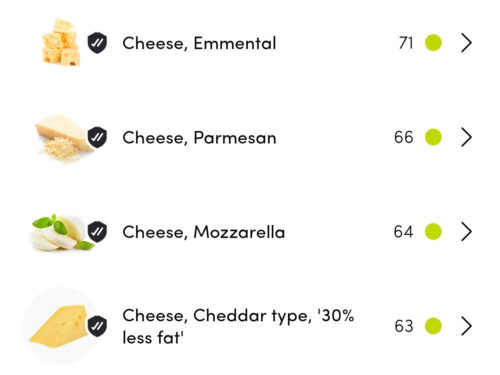 Cheese, Emmental 71
Cheese, Parmesan 66
Cheese, Mozzarella 64
Cheese, Cheddar type, '30% 63
less fat'